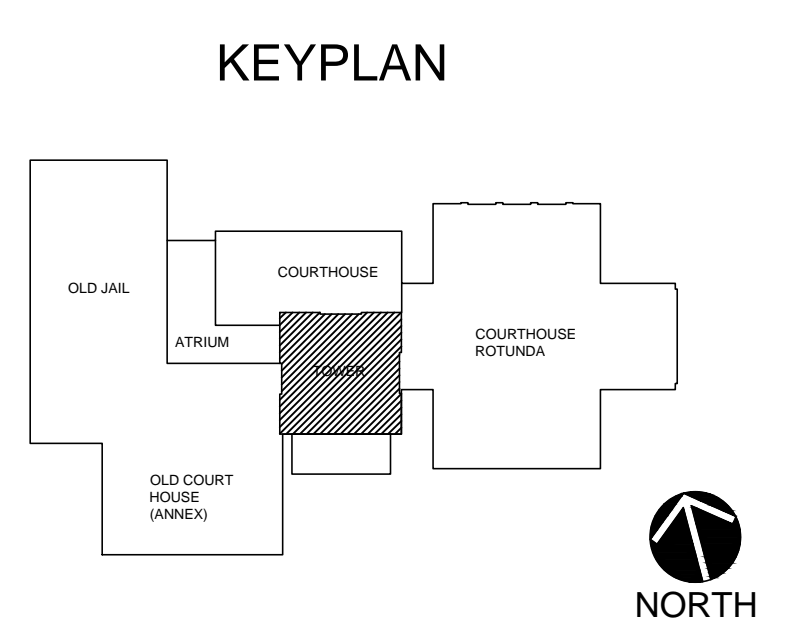 KEYPLAN
OLD JAIL
COURTHOUSE
ATRIUM
TOWER
COURTHOUSE
ROTUNDA
OLD COURT
HOUSE
(ANNEX)
NORTH